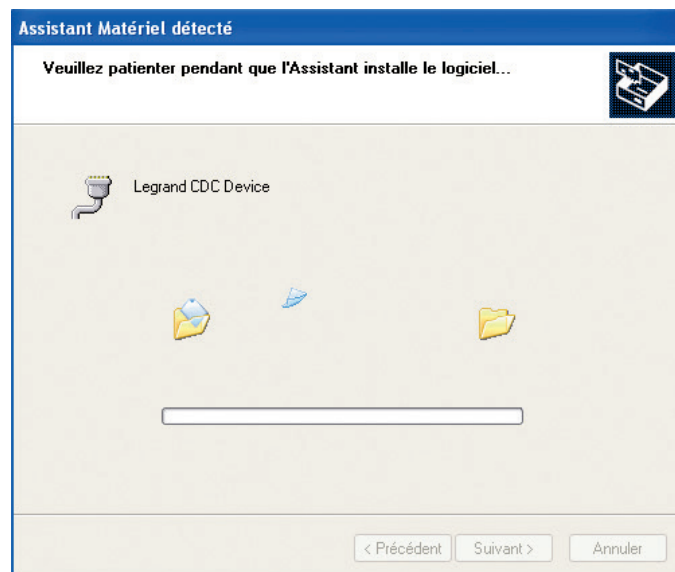 Assistant Matériel détecté
Veuillez patienter pendant que l'Assistant installe le logiciel...
Legrand CDC Device
< Précédent Suivant > Annuler